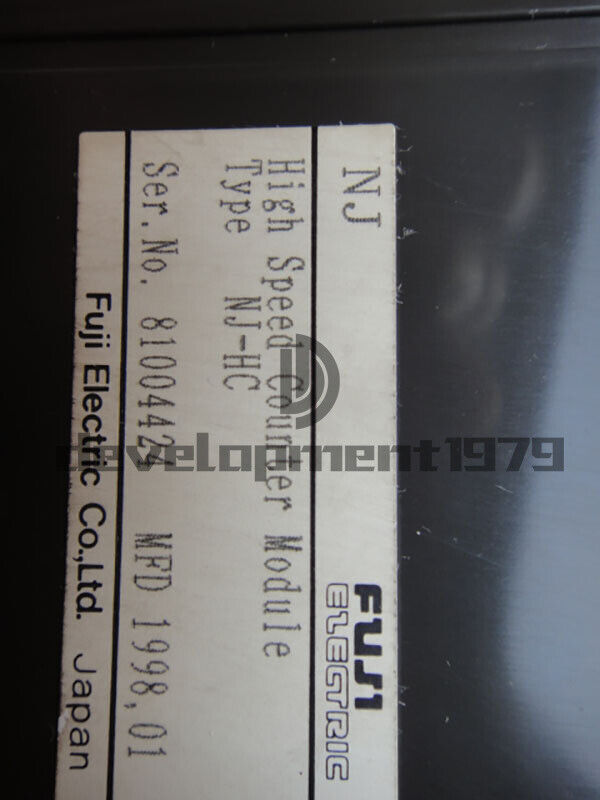 NJ
FUJI
ELECTRIC
High Speed Counter Module
Type NJ-HC
Ser.No. 81004424 MFD 1998,01
Fuji Electric Co.,Ltd. Japan
development1979